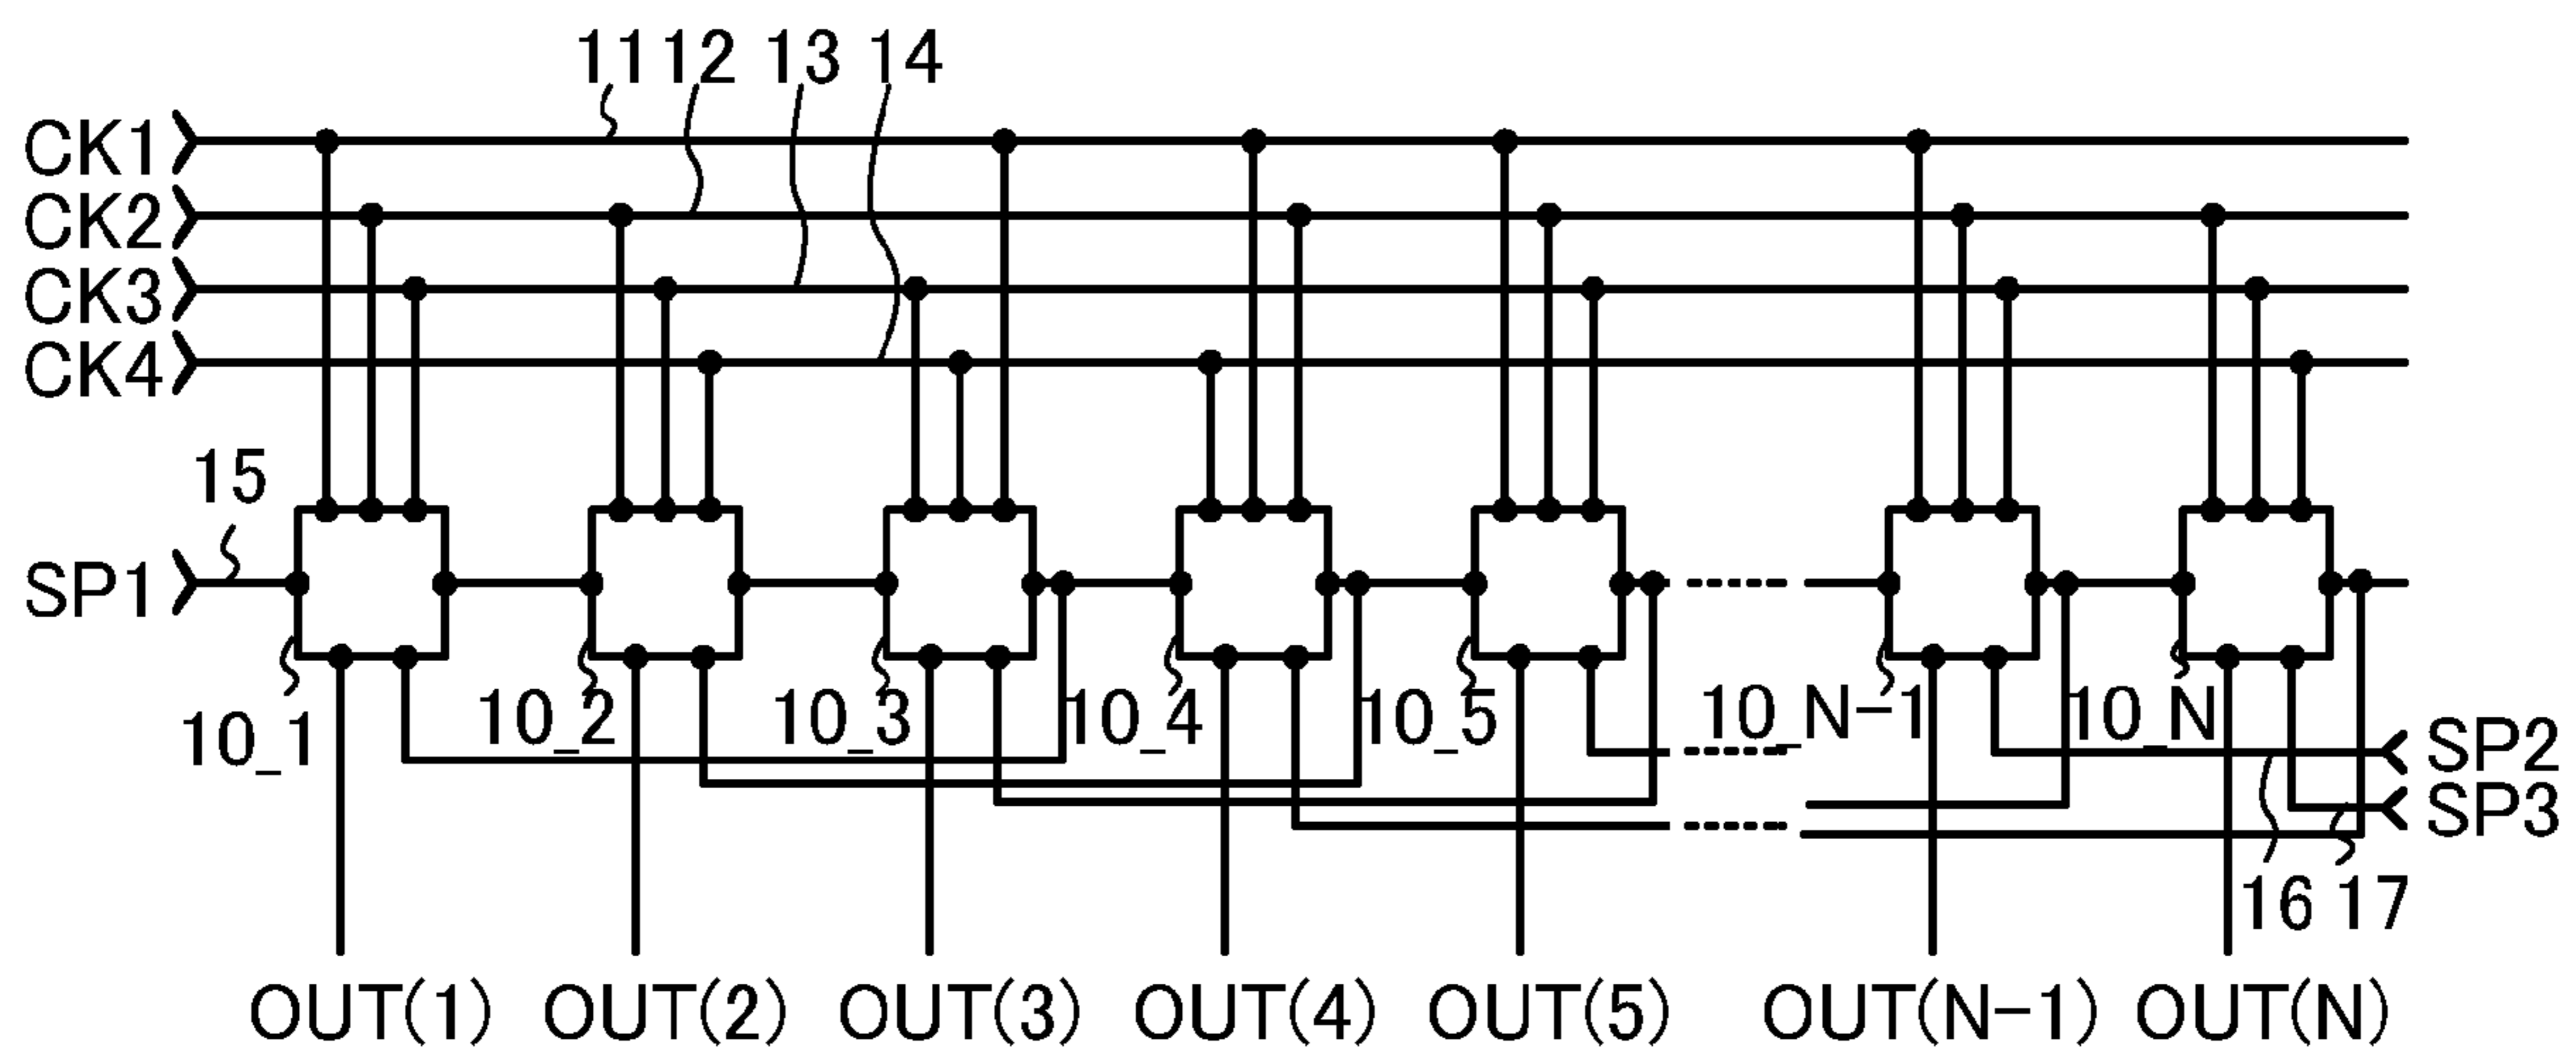 11 12 13 14
CK1
CK2
CK3
CK4
15
SP1
10_1 10_2 10_3 10_4 10_5 10_N-1 10_N
SP2
SP3
16 17
OUT(1) OUT(2) OUT(3) OUT(4) OUT(5) OUT(N-1) OUT(N)